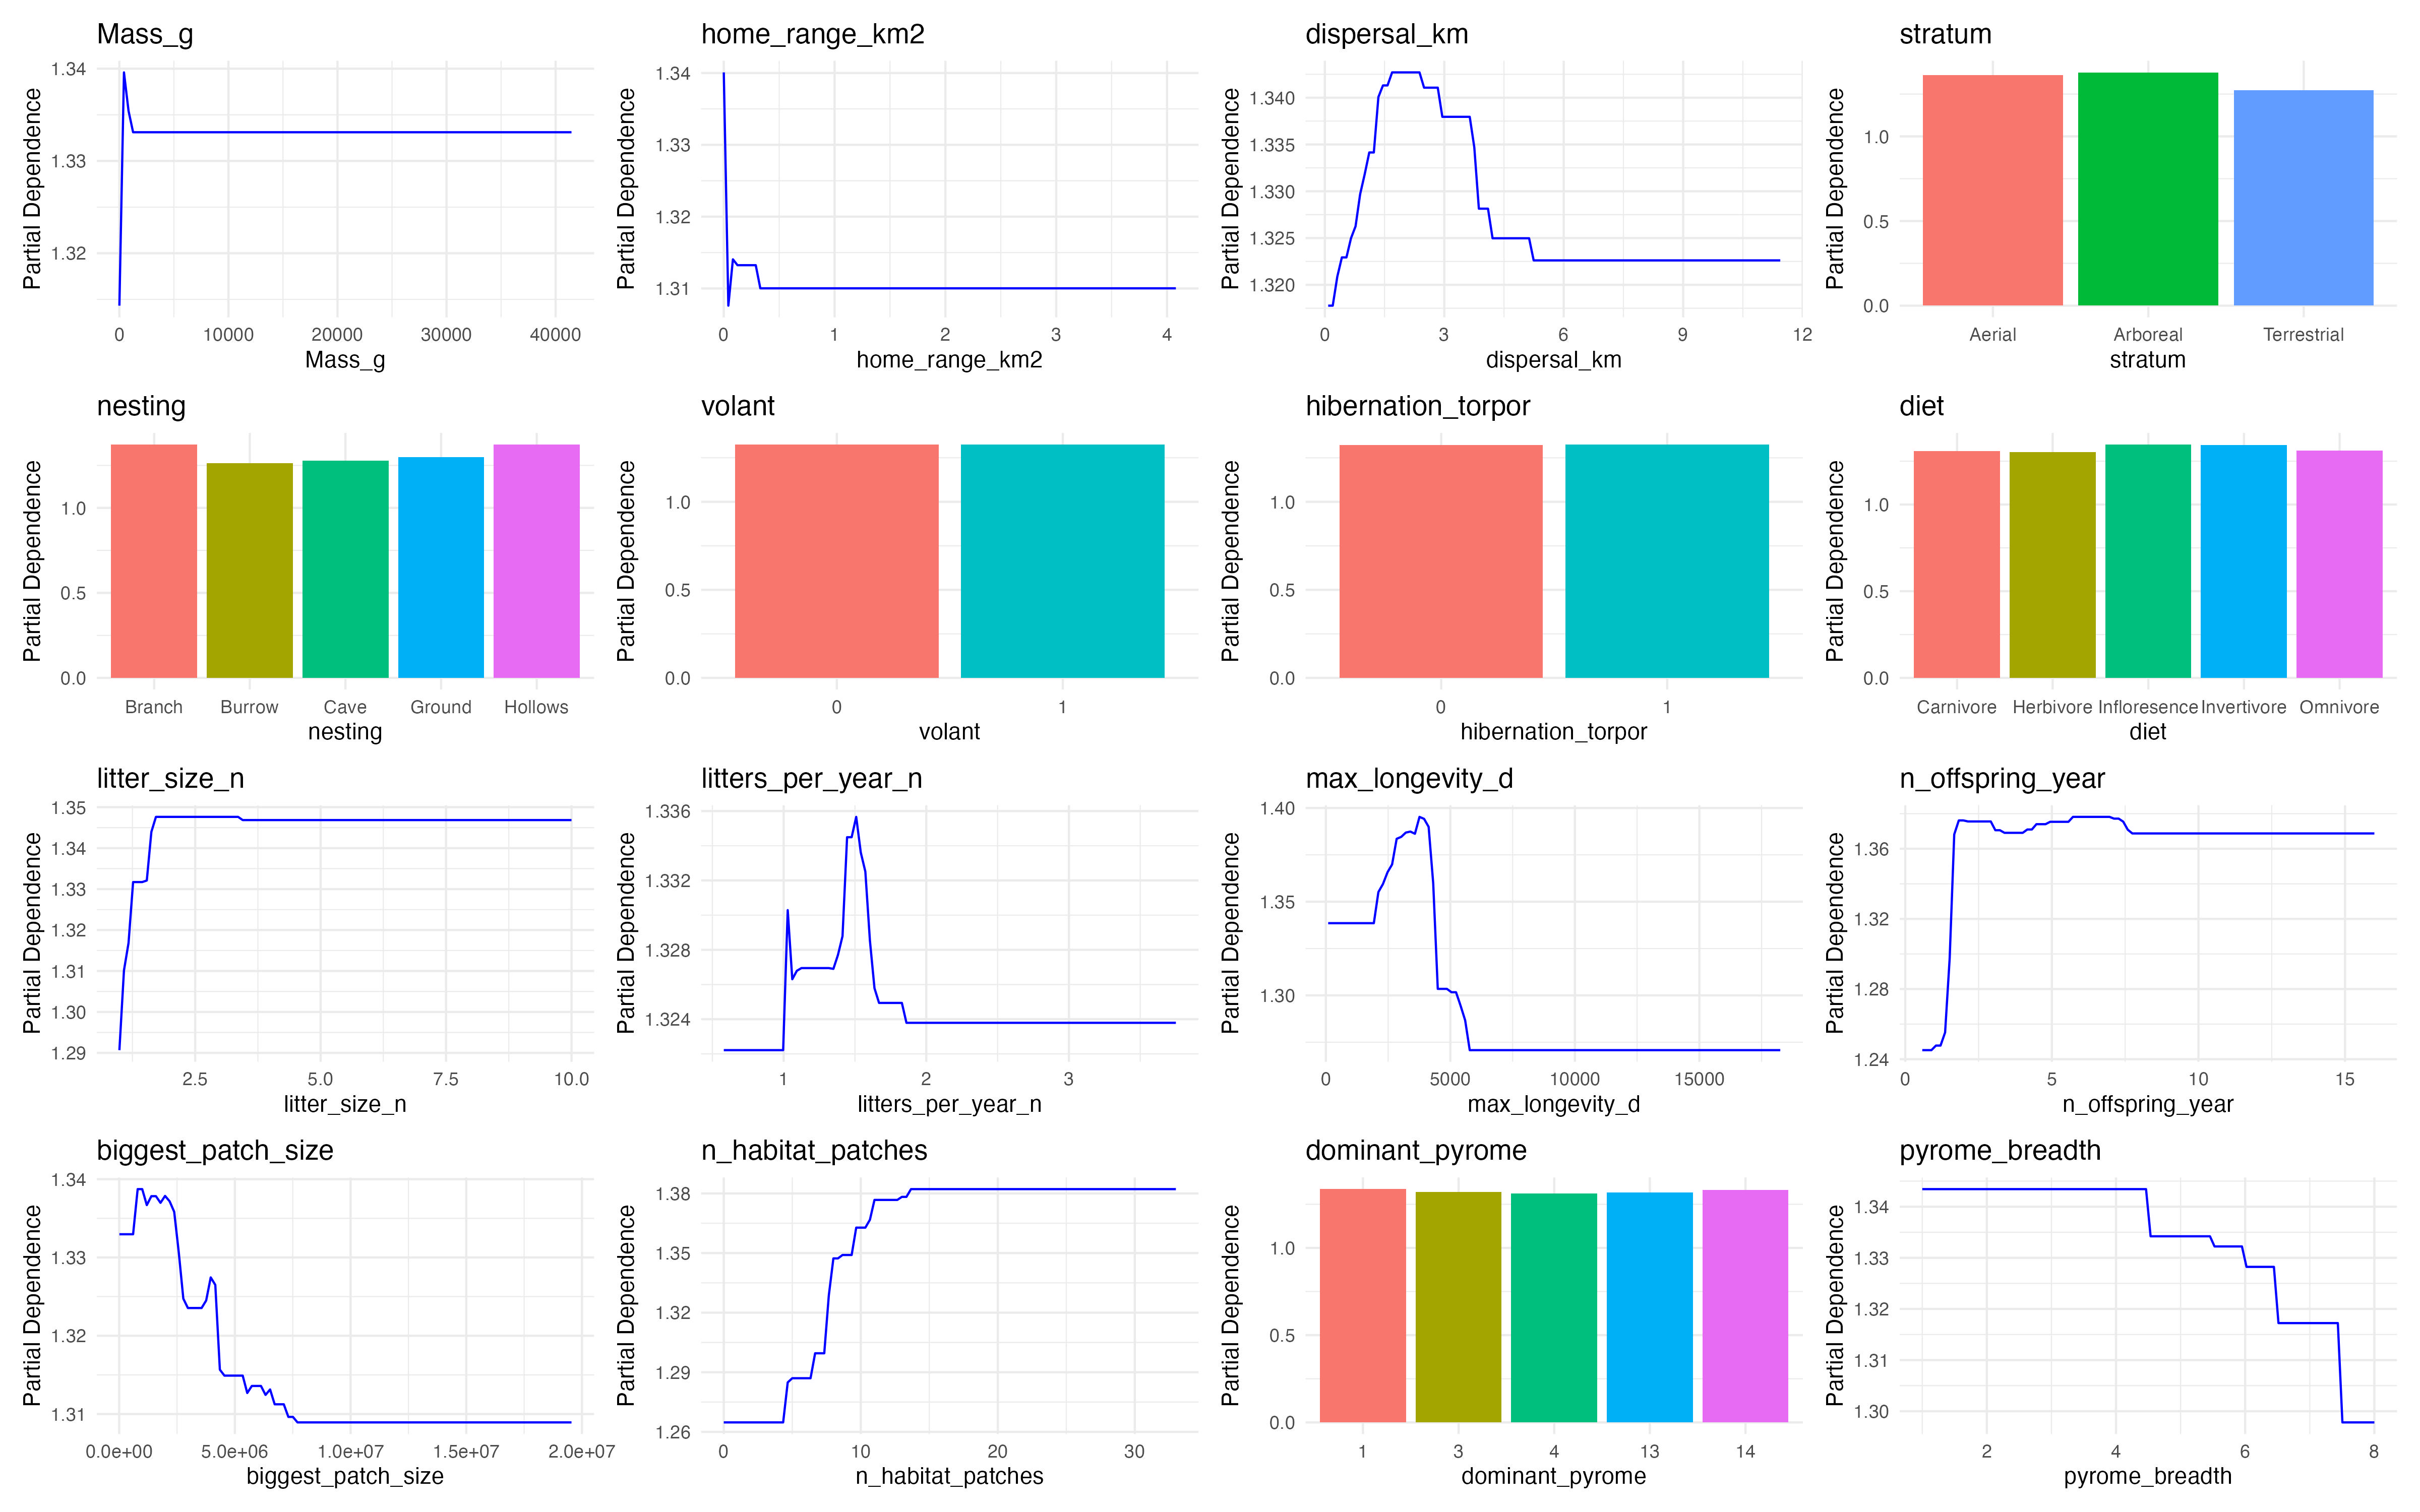 Mass_g
Partial Dependence
1.34
1.33
1.32
0 10000 20000 30000 40000
Mass_g
home_range_km2
Partial Dependence
1.34
1.33
1.32
1.31
0 1 2 3 4
home_range_km2
dispersal_km
Partial Dependence
1.340
1.335
1.330
1.325
1.320
0 3 6 9 12
dispersal_km
stratum
Partial Dependence
1.0
0.5
0.0
Aerial Arboreal Terrestrial
stratum
nesting
Partial Dependence
1.0
0.5
0.0
Branch Burrow Cave Ground Hollows
nesting
volant
Partial Dependence
1.0
0.5
0.0
0 1
volant
hibernation_torpor
Partial Dependence
1.0
0.5
0.0
0 1
hibernation_torpor
diet
Partial Dependence
1.0
0.5
0.0
Carnivore Herbivore Infloresence Invertivore Omnivore
diet
litter_size_n
Partial Dependence
1.35
1.34
1.33
1.32
1.31
1.30
1.29
2.5 5.0 7.5 10.0
litter_size_n
litters_per_year_n
Partial Dependence
1.336
1.332
1.328
1.324
1 2 3
litters_per_year_n
max_longevity_d
Partial Dependence
1.40
1.35
1.30
0 5000 10000 15000
max_longevity_d
n_offspring_year
Partial Dependence
1.36
1.32
1.28
1.24
0 5 10 15
n_offspring_year
biggest_patch_size
Partial Dependence
1.34
1.33
1.32
1.31
0.0e+00 5.0e+06 1.0e+07 1.5e+07 2.0e+07
biggest_patch_size
n_habitat_patches
Partial Dependence
1.38
1.35
1.32
1.29
1.26
0 10 20 30
n_habitat_patches
dominant_pyrome
Partial Dependence
1.0
0.5
0.0
1 3 4 13 14
dominant_pyrome
pyrome_breadth
Partial Dependence
1.34
1.33
1.32
1.31
1.30
2 4 6 8
pyrome_breadth